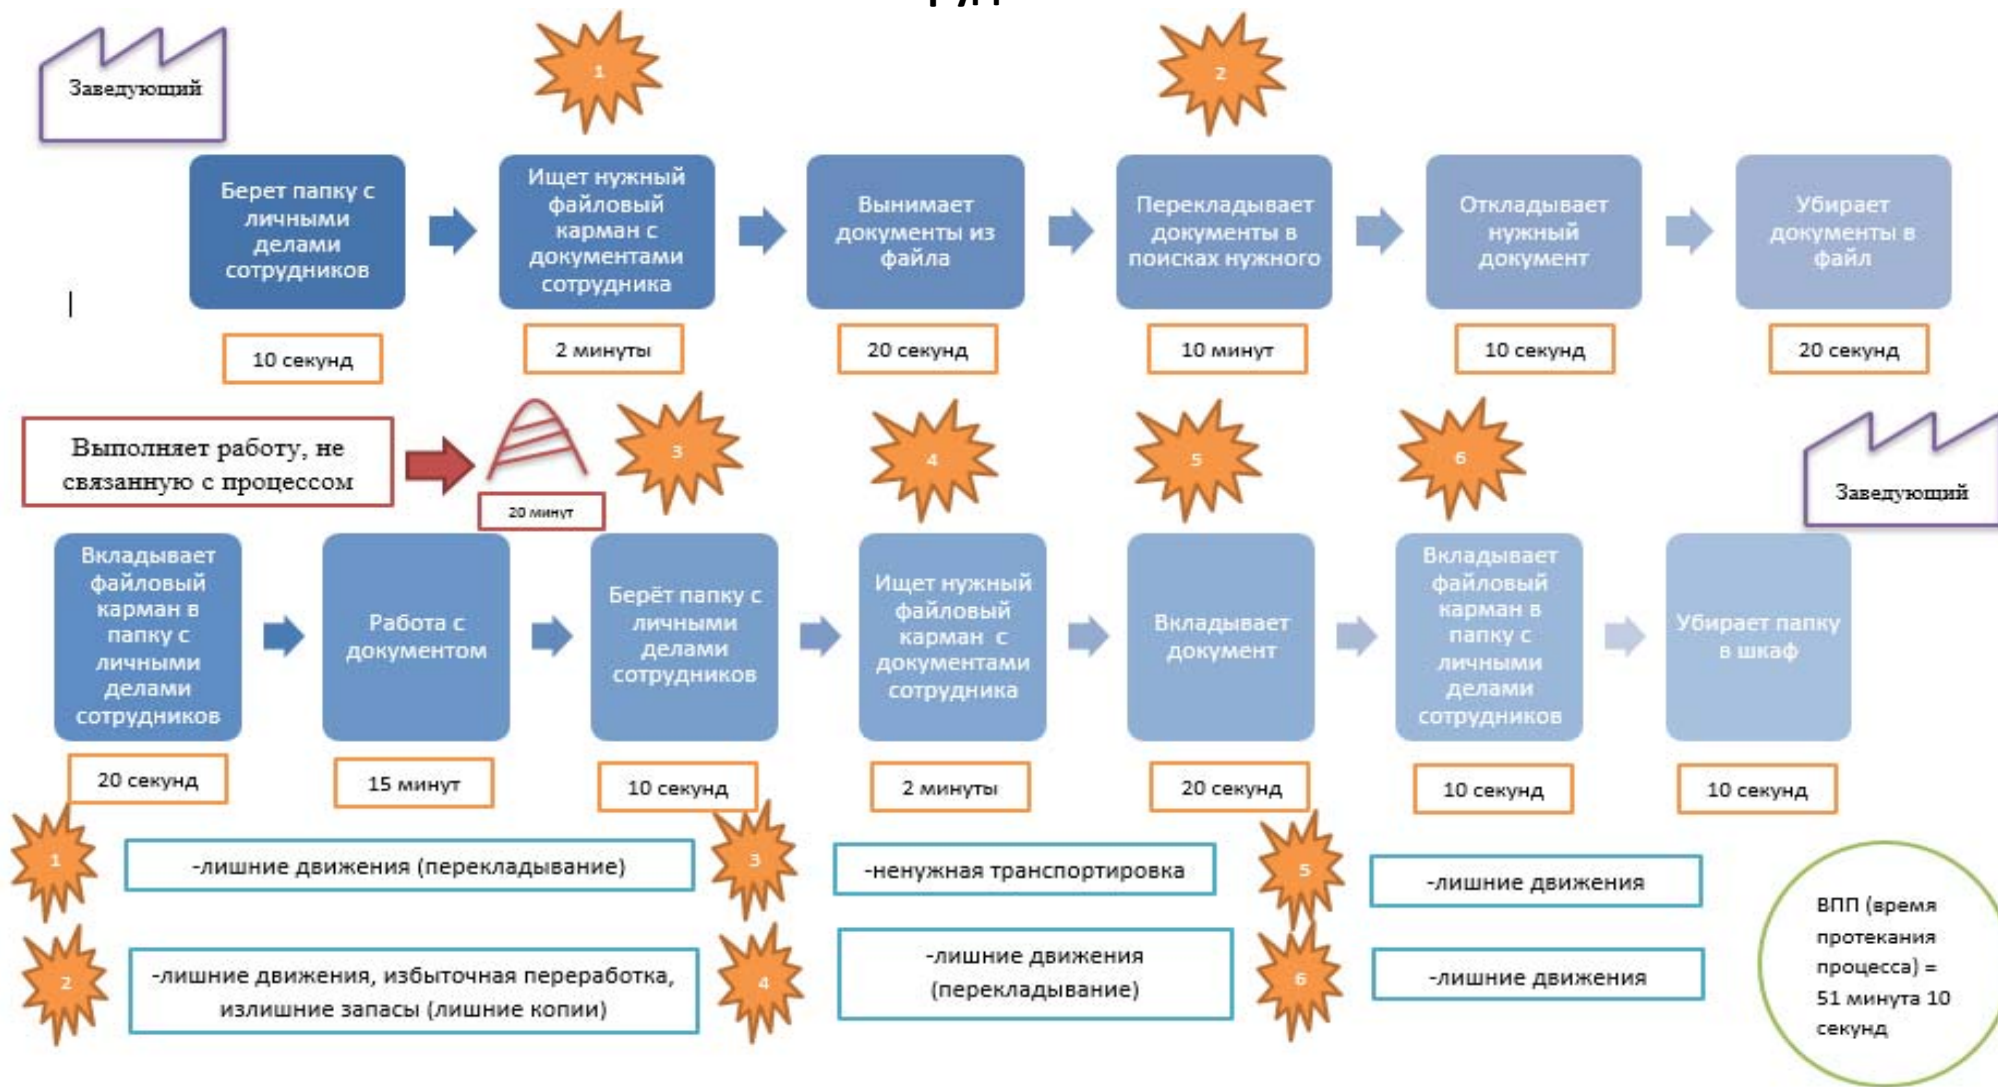 Заведующий
1
2
Берет папку с
личными
делами
сотрудников
Ищет нужный
файловый
карман с
документами
сотрудника
Вынимает
документы из
файла
Перекладывает
документы в
поисках нужного
Откладывает
нужный
документ
Убирает
документы в
файл
10 секунд
2 минуты
20 секунд
10 минут
10 секунд
20 секунд
Выполняет работу, не
связанную с процессом
20 минут
3
4
5
6
Заведующий
Вкладывает
файловый
карман в
папку с
личными
делами
сотрудников
Работа с
документом
Берёт папку с
личными
делами
сотрудников
Ищет нужный
файловый
карман с
документами
сотрудника
Вкладывает
документ
Вкладывает
файловый
карман в
папку с
личными
делами
сотрудников
Убирает папку
в шкаф
20 секунд
15 минут
10 секунд
2 минуты
20 секунд
10 секунд
10 секунд
1
-лишние движения (перекладывание)
3
-ненужная транспортировка
5
-лишние движения
2
-лишние движения, избыточная переработка,
излишние запасы (лишние копии)
4
-лишние движения
(перекладывание)
6
-лишние движения
ВПП (время
протекания
процесса) =
51 минута 10
секунд